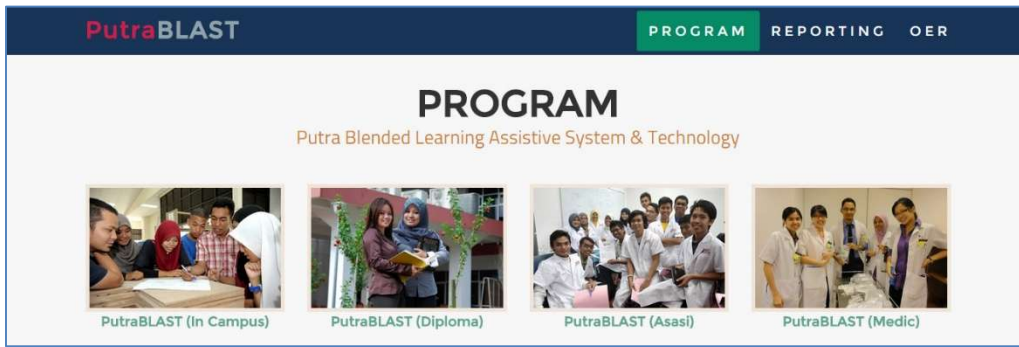 PutraBLAST
PROGRAM REPORTING OER
PROGRAM
Putra Blended Learning Assistive System & Technology
PutraBLAST (In Campus)
PutraBLAST (Diploma)
PutraBLAST (Asasi)
PutraBLAST (Medic)